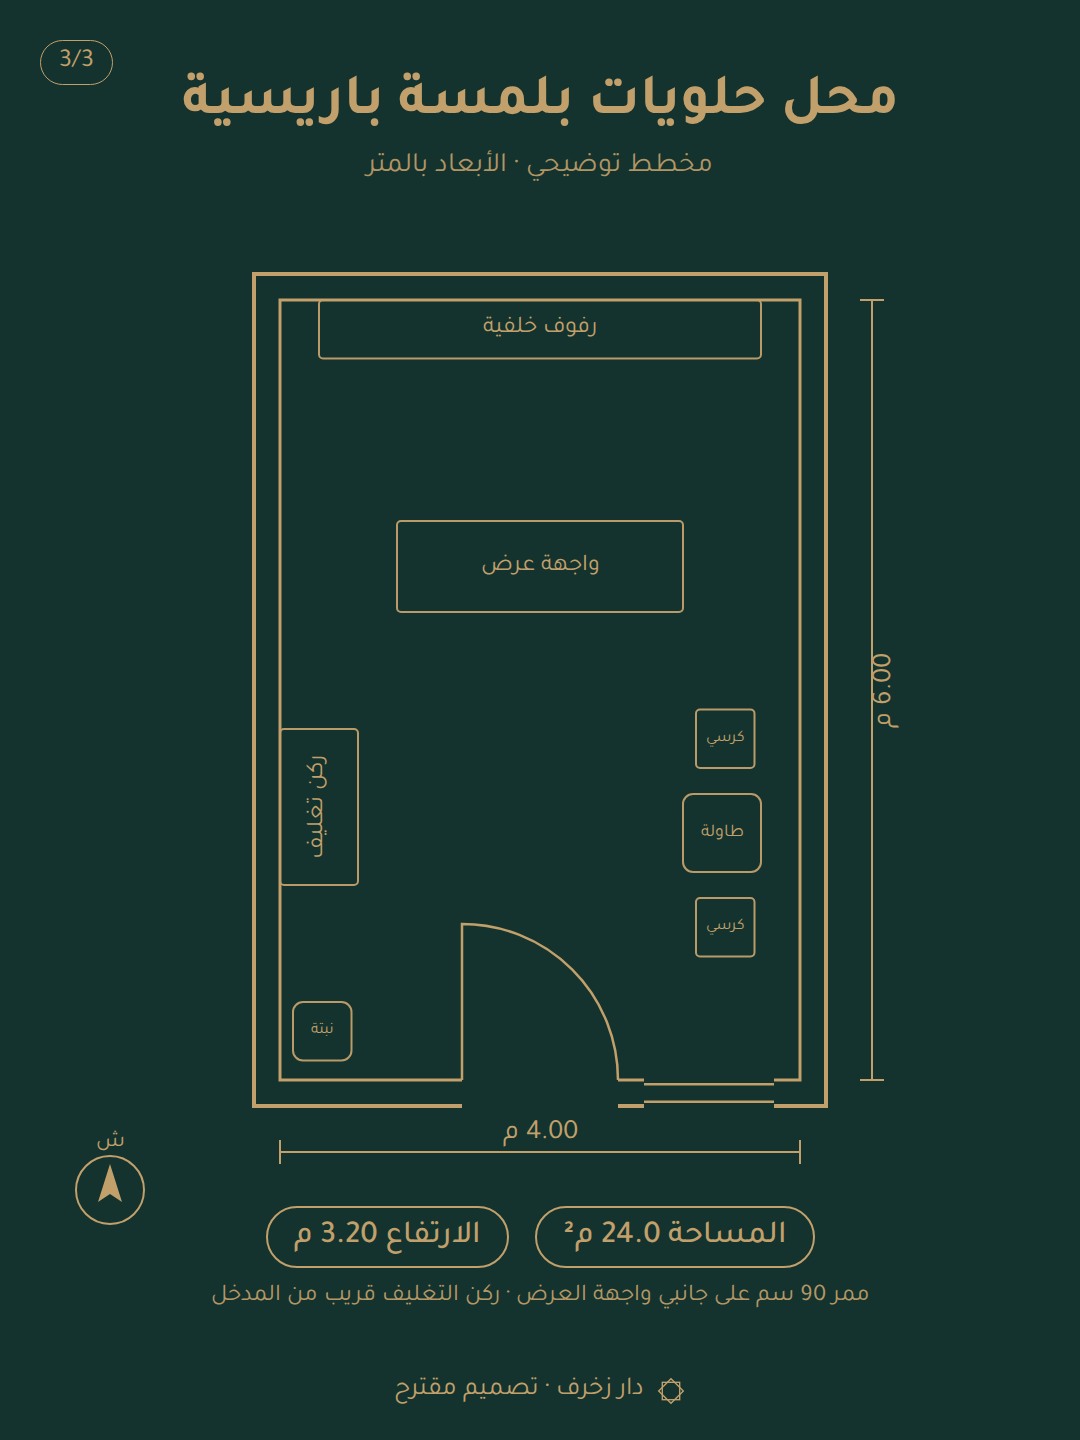 3/3
محل حلويات بلمسة باريسية
مخطط توضيحي · الأبعاد بالمتر
رفوف خلفية
واجهة عرض
6.00 م
كرسي
ركن تغليف
طاولة
كرسي
نبتة
4.00 م
ش
المساحة 24.0 م²
الارتفاع 3.20 م
ممر 90 سم على جانبي واجهة العرض · ركن التغليف قريب من المدخل
دار زخرف · تصميم مقترح